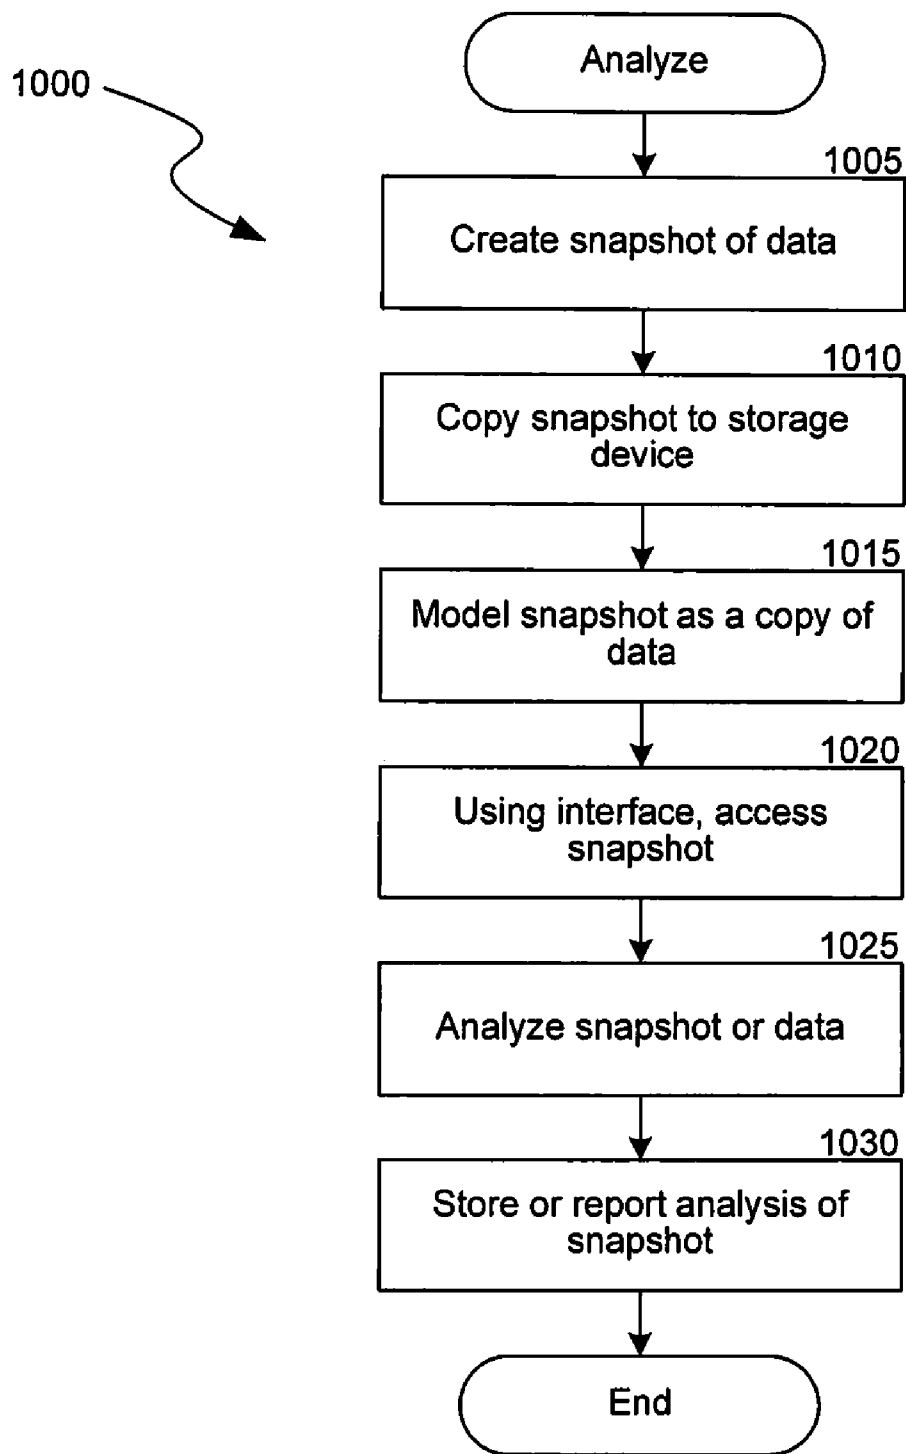 Analyze
1000
1005
Create snapshot of data
1010
Copy snapshot to storage
device
1015
Model snapshot as a copy of
data
1020
Using interface, access
snapshot
1025
Analyze snapshot or data
1030
Store or report analysis of
snapshot
End